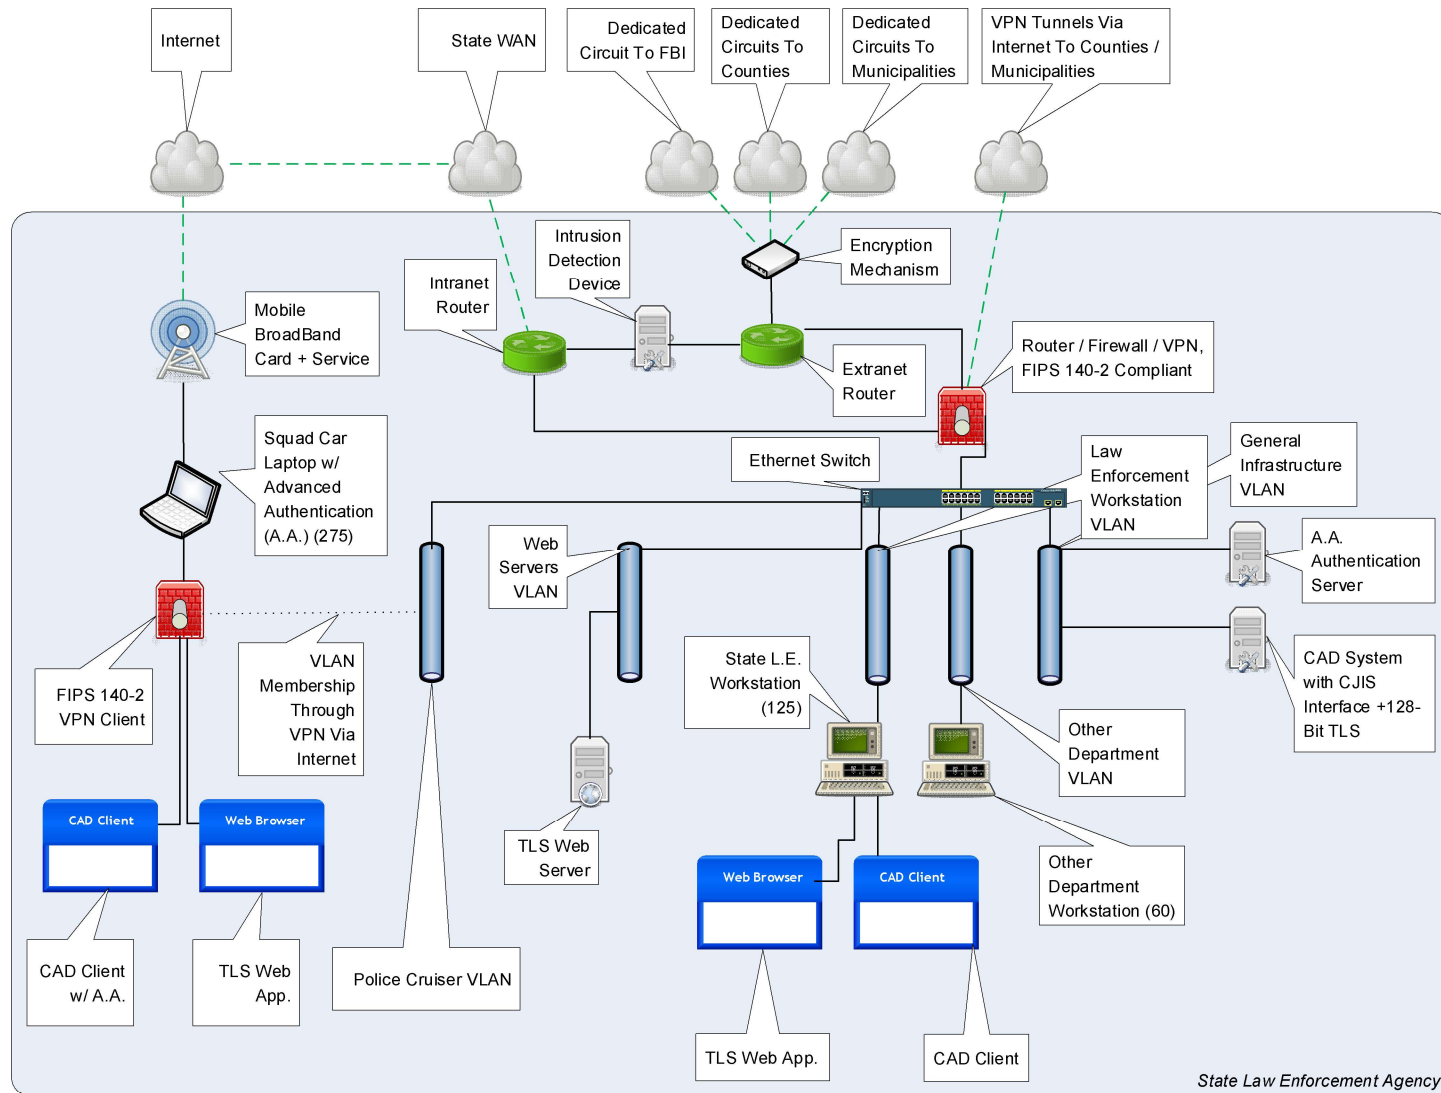 Internet
State WAN
Dedicated
Circuit To FBI
Dedicated
Circuits To
Counties
Dedicated
Circuits To
Municipalities
VPN Tunnels Via
Internet To Counties /
Municipalities
Intrusion
Detection
Device
Encryption
Mechanism
Intranet
Router
Mobile
BroadBand
Card + Service
Extranet
Router
Router / Firewall / VPN,
FIPS 140-2 Compliant
Squad Car
Laptop w/
Advanced
Authentication
(A.A.) (275)
Ethernet Switch
Law
Enforcement
Workstation
VLAN
General
Infrastructure
VLAN
Web
Servers
VLAN
A.A.
Authentication
Server
FIPS 140-2
VPN Client
VLAN
Membership
Through
VPN Via
Internet
State L.E.
Workstation
(125)
CAD System
with CJIS
Interface +128-
Bit TLS
Other
Department
VLAN
CAD Client
Web Browser
TLS Web
Server
Web Browser
CAD Client
Other
Department
Workstation (60)
CAD Client
w/ A.A.
TLS Web
App.
Police Cruiser VLAN
TLS Web App.
CAD Client
State Law Enforcement Agency